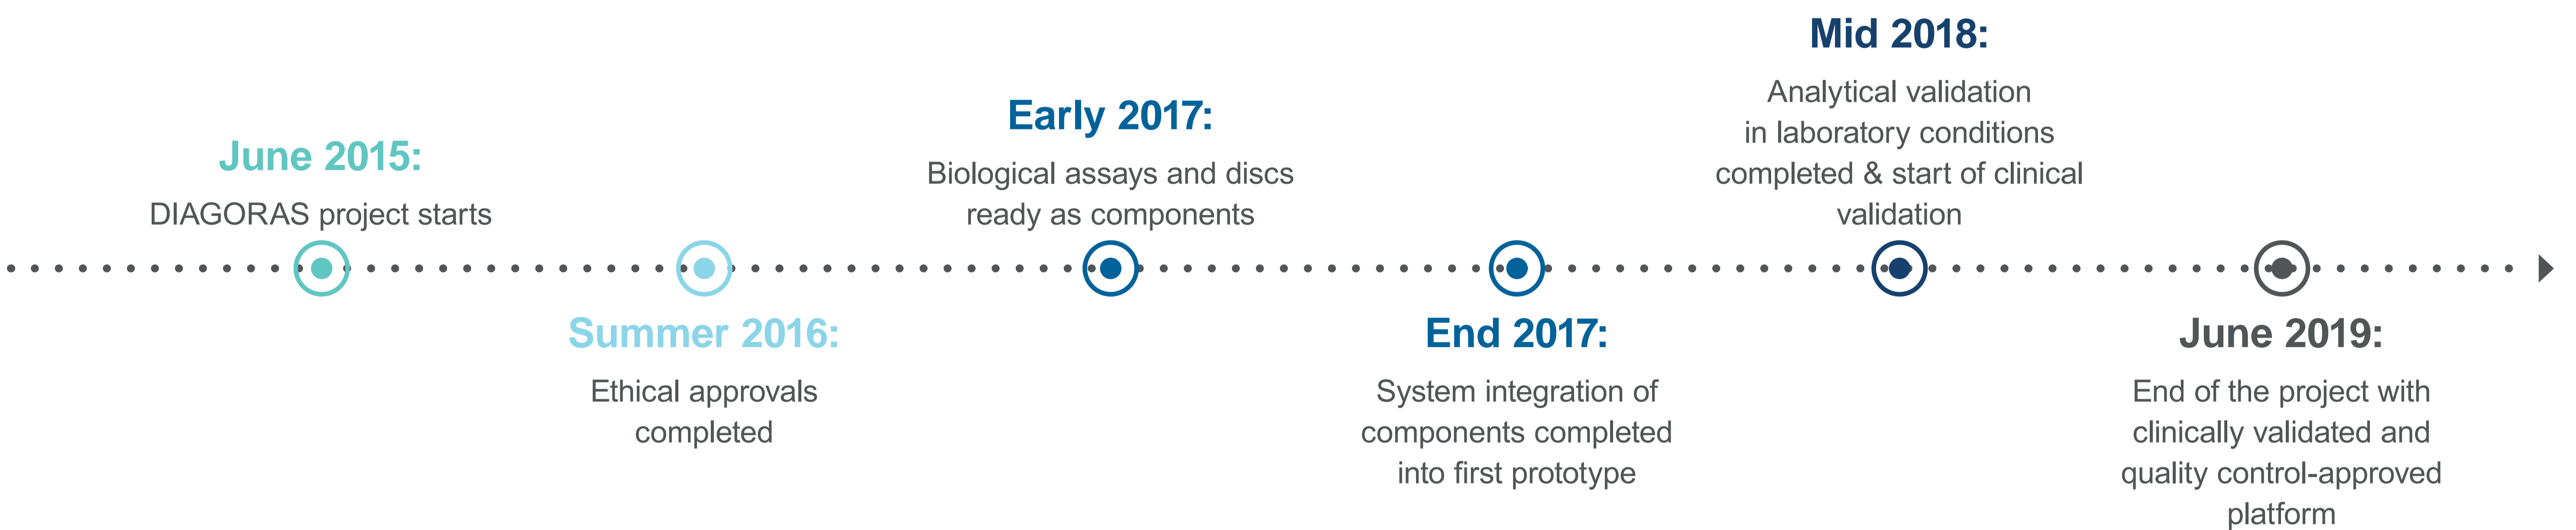 June 2015:
DIAGORAS project starts
Summer 2016:
Ethical approvals
completed
Early 2017:
Biological assays and discs
ready as components
End 2017:
System integration of
components completed
into first prototype
Mid 2018:
Analytical validation
in laboratory conditions
completed & start of clinical
validation
June 2019:
End of the project with
clinically validated and
quality control-approved
platform